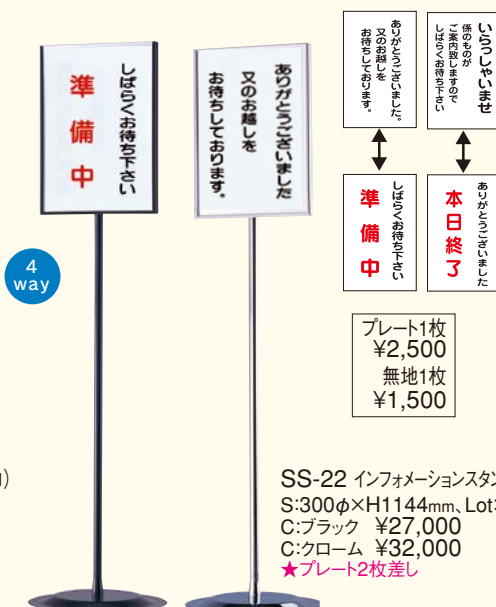 しばらくお待ち下さい
準備中
ありがとうございました
又のお越しを
お待ちしております。
ありがとうございました。
又のお越しを
お待ちしております。
いらっしゃいませ
係のものが
ご案内致しますので
しばらくお待ち下さい
しばらくお待ち下さい
準備中
ありがとうございました
本日終了
4
way
プレート1枚
¥2,500
無地1枚
¥1,500
)
SS-22 インフォメーションスタン
S:300φ×H1144mm、Lot:
C:ブラック ¥27,000
C:クローム ¥32,000
★プレート2枚差し